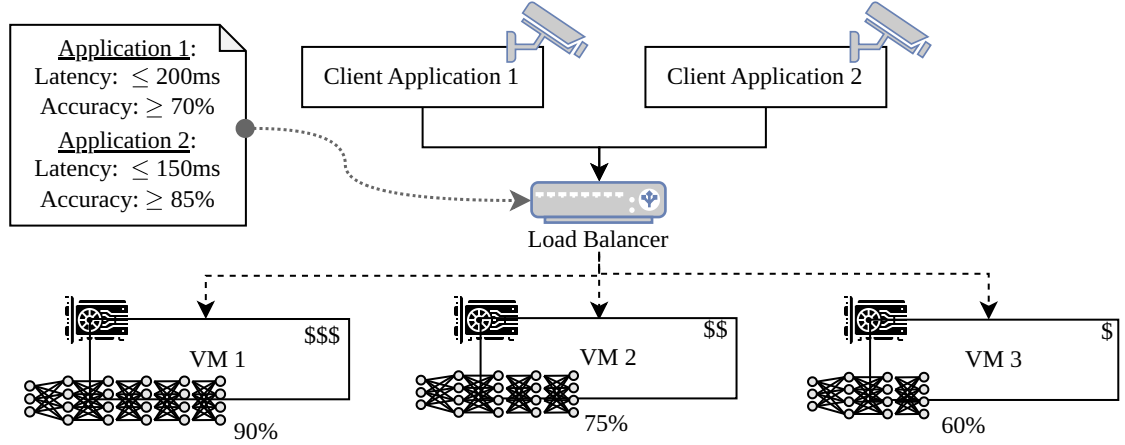 Application 1:
Latency: ≤ 200ms
Accuracy: ≥ 70%
Application 2:
Latency: ≤ 150ms
Accuracy: ≥ 85%
Client Application 1
Client Application 2
Load Balancer
$$$
VM 1
90%
$$
VM 2
75%
$
VM 3
60%